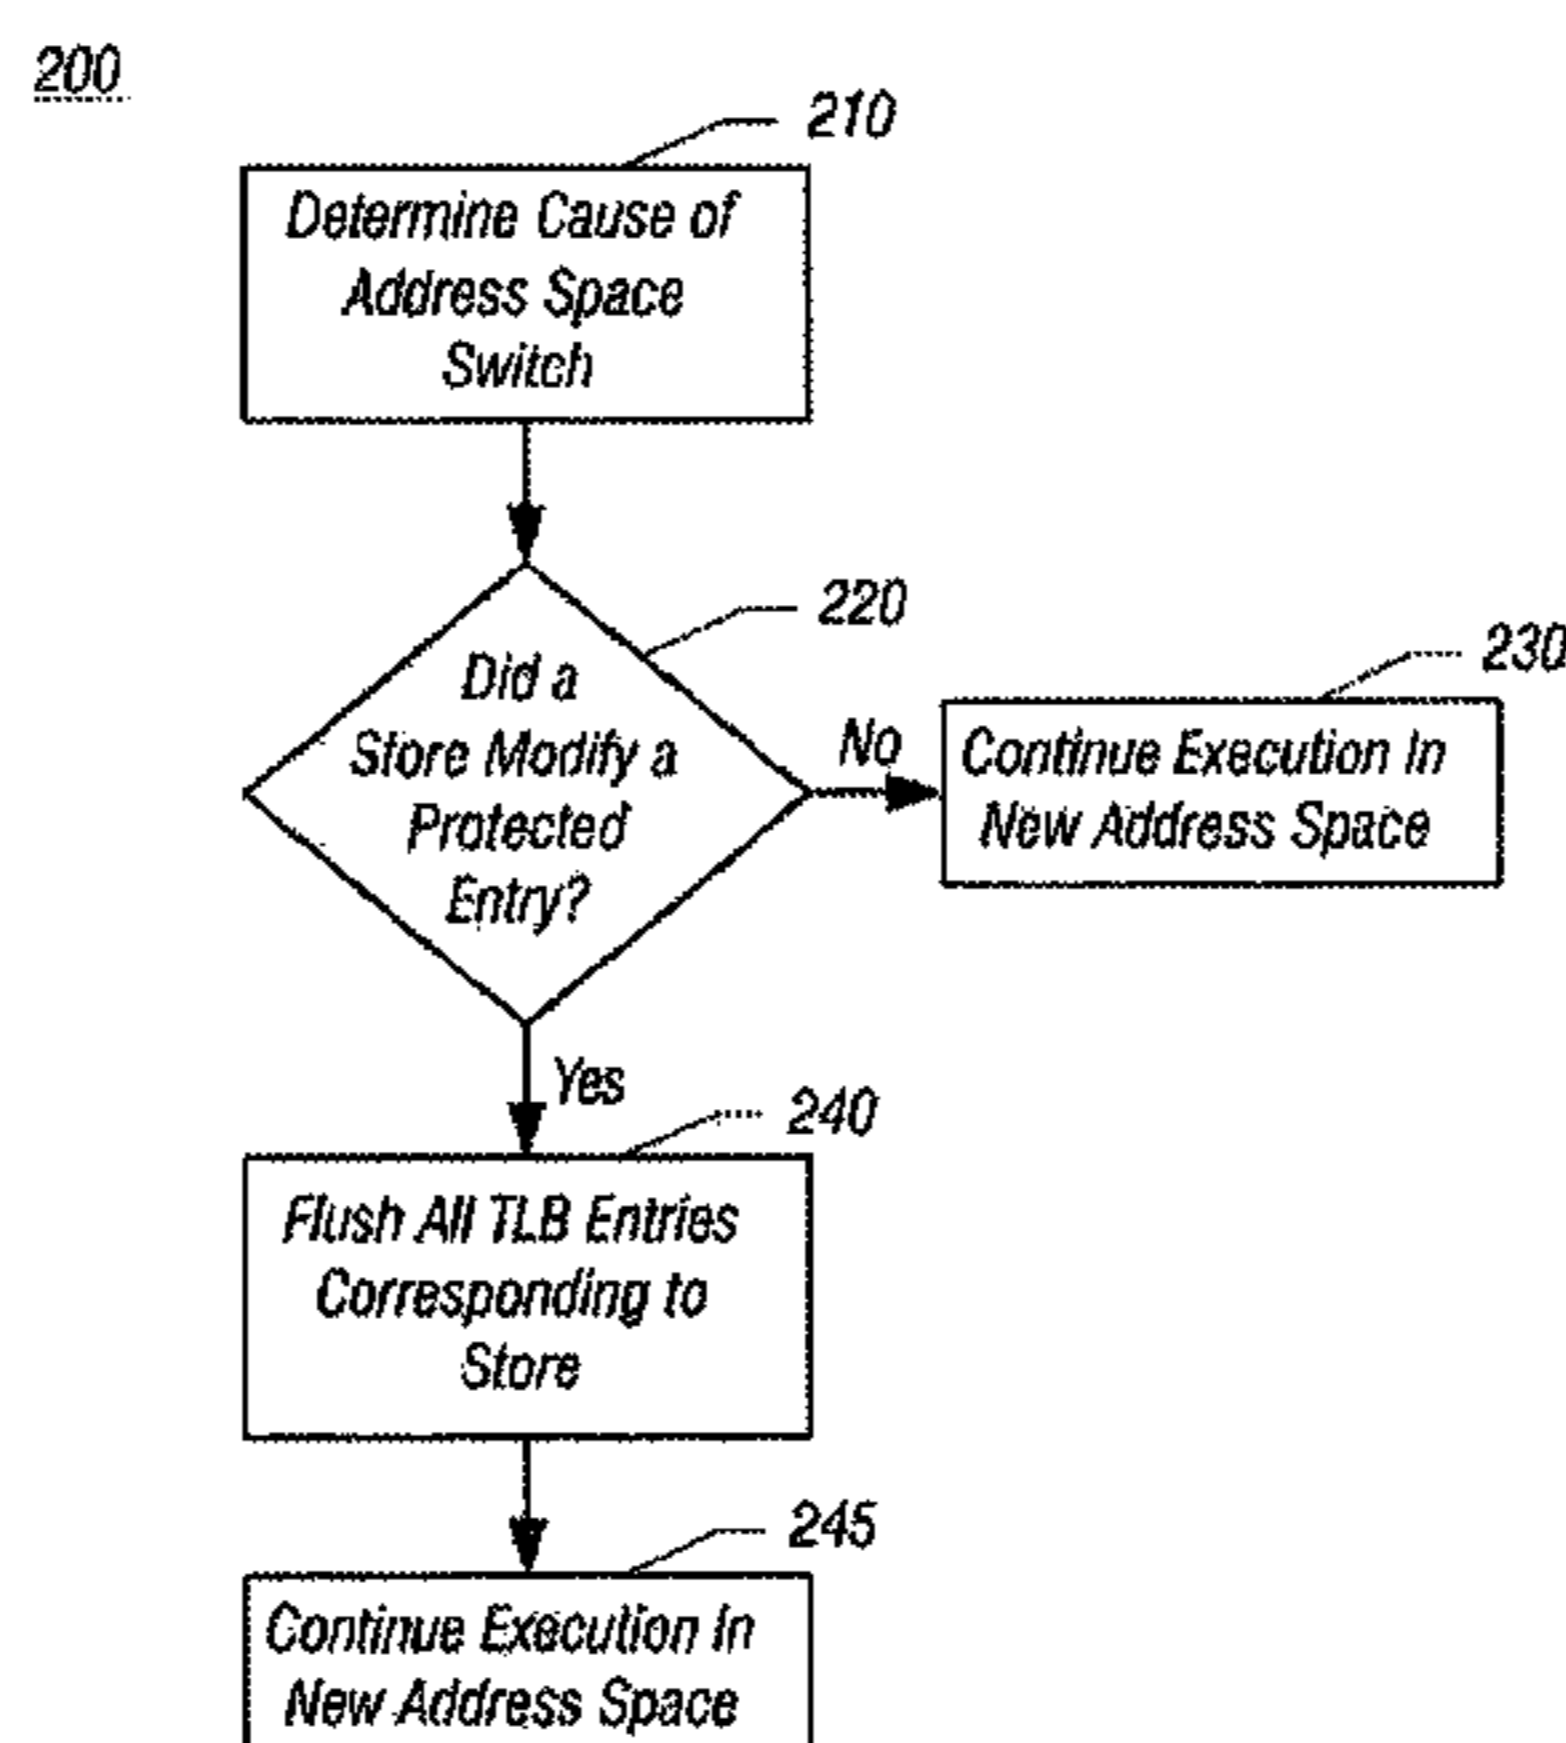 200
210
Determine Cause of
Address Space
Switch
220
Did a
Store Modify a
Protected
Entry?
No
230
Continue Execution In
New Address Space
Yes
240
Flush All TLB Entries
Corresponding to
Store
245
Continue Execution In
New Address Space